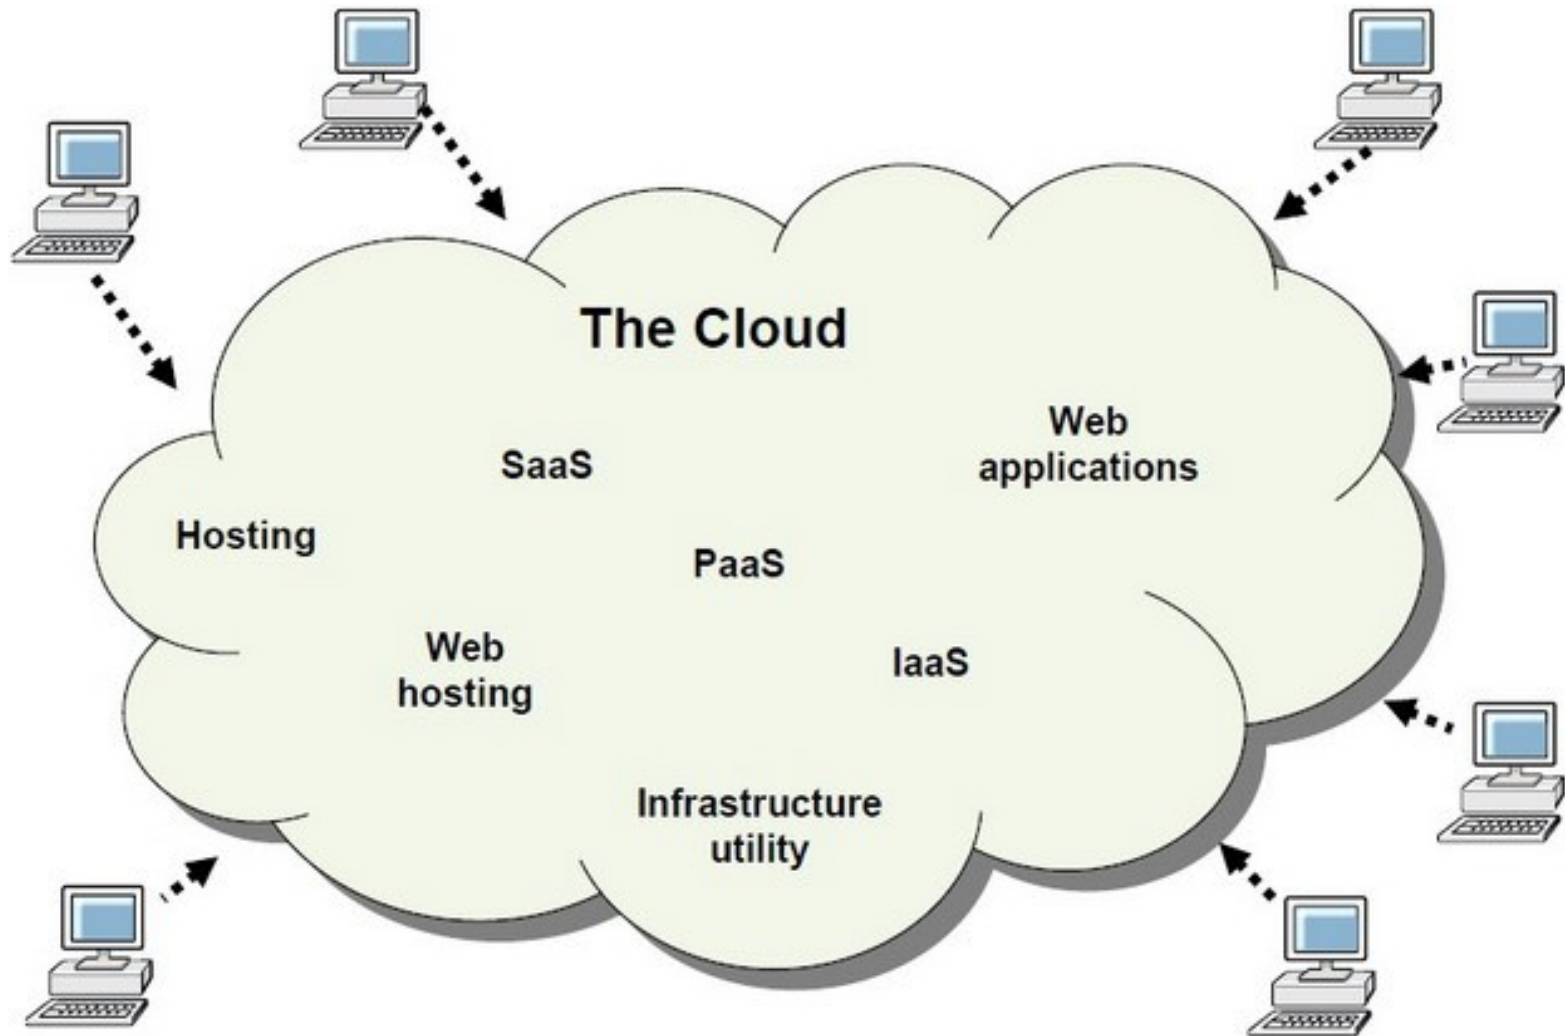 The Cloud
Web
applications
SaaS
Hosting
PaaS
Web
hosting
IaaS
Infrastructure
utility